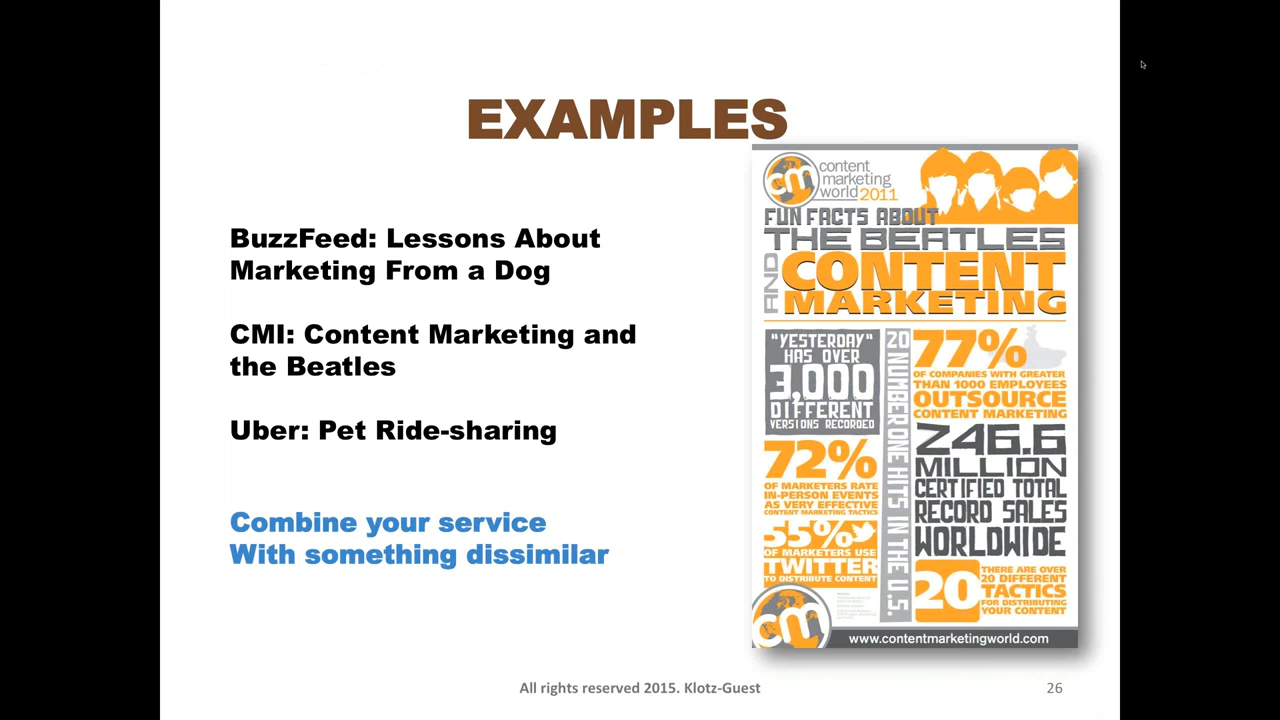 EXAMPLES
BuzzFeed: Lessons About
Marketing From a Dog
CMI: Content Marketing and
the Beatles
Uber: Pet Ride-sharing
Combine your service
With something dissimilar
cm
content
marketing
world 2011
FUN FACTS ABOUT
THE BEATLES
AND
CONTENT
MARKETING
"YESTERDAY"
HAS OVER
3,000
DIFFERENT
VERSIONS RECORDED
72%
OF MARKETERS RATE
IN-PERSON EVENTS
AS VERY EFFECTIVE
CONTENT MARKETING TACTICS
55%
OF MARKETERS USE
TWITTER
TO DISTRIBUTE CONTENT
20 NUMBER ONE HITS IN THE U.S.
77%
OF COMPANIES WITH GREATER
THAN 1000 EMPLOYEES
OUTSOURCE
CONTENT MARKETING
246.6
MILLION
CERTIFIED TOTAL
RECORD SALES
WORLDWIDE
20
THERE ARE OVER
20 DIFFERENT
TACTICS
FOR DISTRIBUTING
YOUR CONTENT
cm
www.contentmarketingworld.com
All rights reserved 2015. Klotz-Guest
26